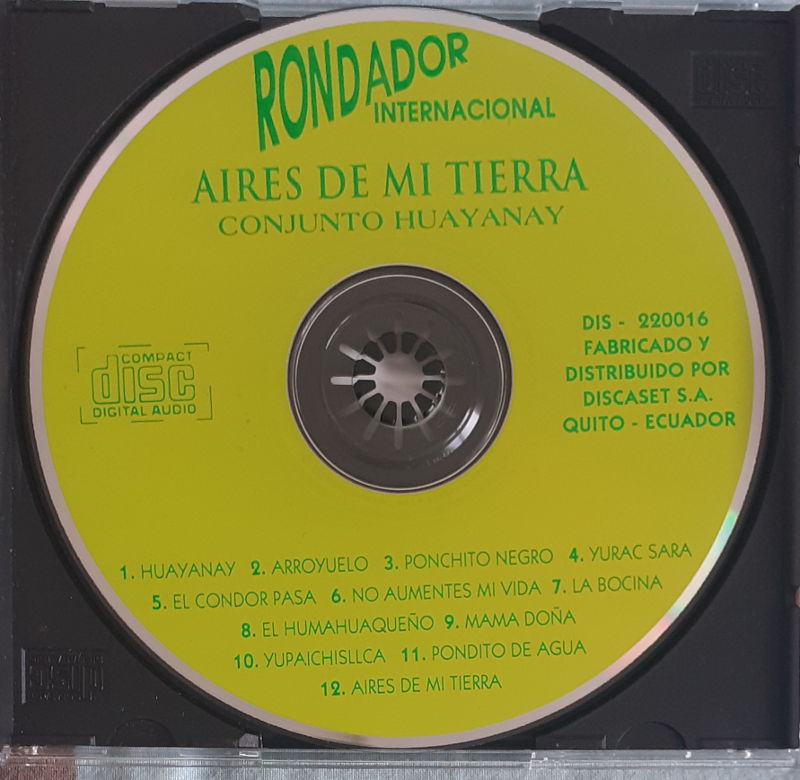 RONDADOR
INTERNACIONAL
AIRES DE MI TIERRA
CONJUNTO HUAYANAY
COMPACT
disc
DIGITAL AUDIO
DIS - 220016
FABRICADO Y
DISTRIBUIDO POR
DISCASET S.A.
QUITO - ECUADOR
1. HUAYANAY 2. ARROYUELO 3. PONCHITO NEGRO 4. YURAC SARA
5. EL CONDOR PASA 6. NO AUMENTES MI VIDA 7. LA BOCINA
8. EL HUMAHUAQUEÑO 9. MAMA DOÑA
10. YUPAICHISLLCA 11. PONDITO DE AGUA
12. AIRES DE MI TIERRA